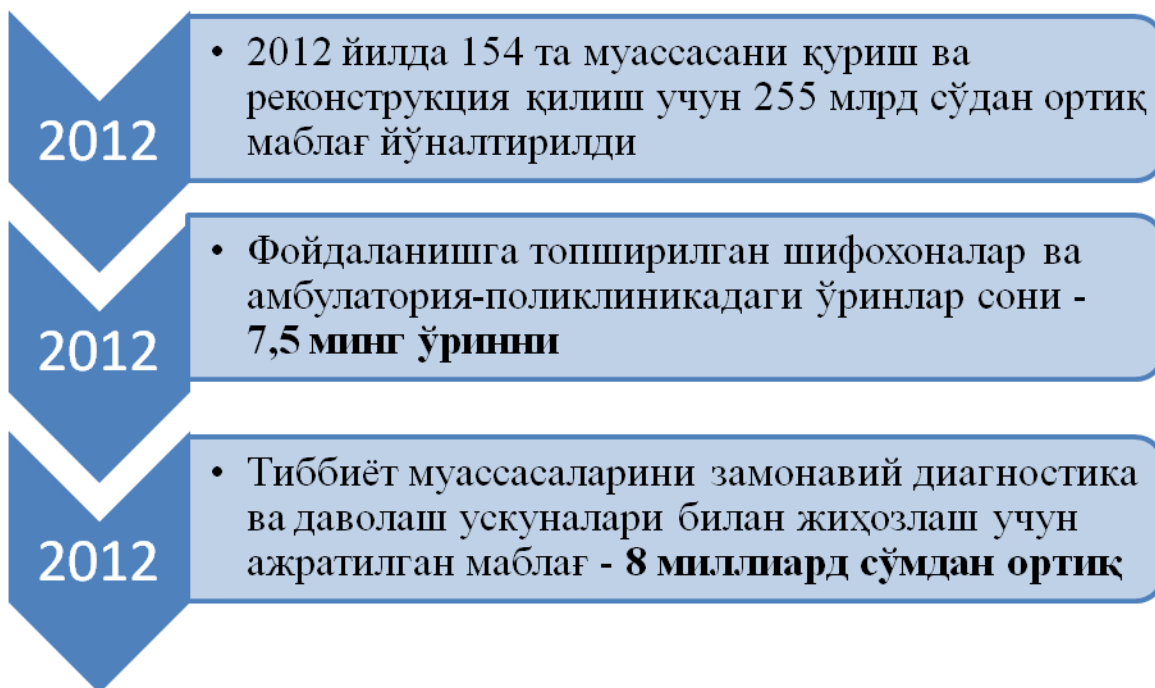 2012
• 2012 йилда 154 та муассасани қуриш ва
реконструкция қилиш учун 255 млрд сўдан ортиқ
маблағ йўналтирилди
2012
• Фойдаланишга топширилган шифохоналар ва
амбулатория-поликлиникадаги ўринлар сони -
7,5 минг ўринни
2012
• Тиббиёт муассасаларини замонавий диагностика
ва даволаш ускуналари билан жиҳозлаш учун
ажратилган маблағ - 8 миллиард сўмдан ортиқ